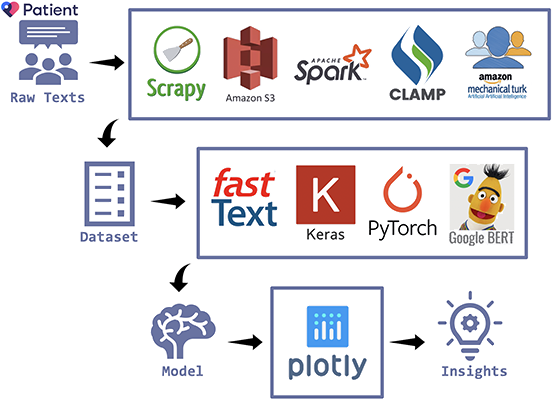 Patient
Raw Texts
Scrapy
Amazon S3
APACHE
Spark™
CLAMP
amazon
mechanical turk
Artificial Artificial Intelligence
Dataset
fast
Text
K
Keras
PyTorch
G
Google BERT
Model
plotly
Insights